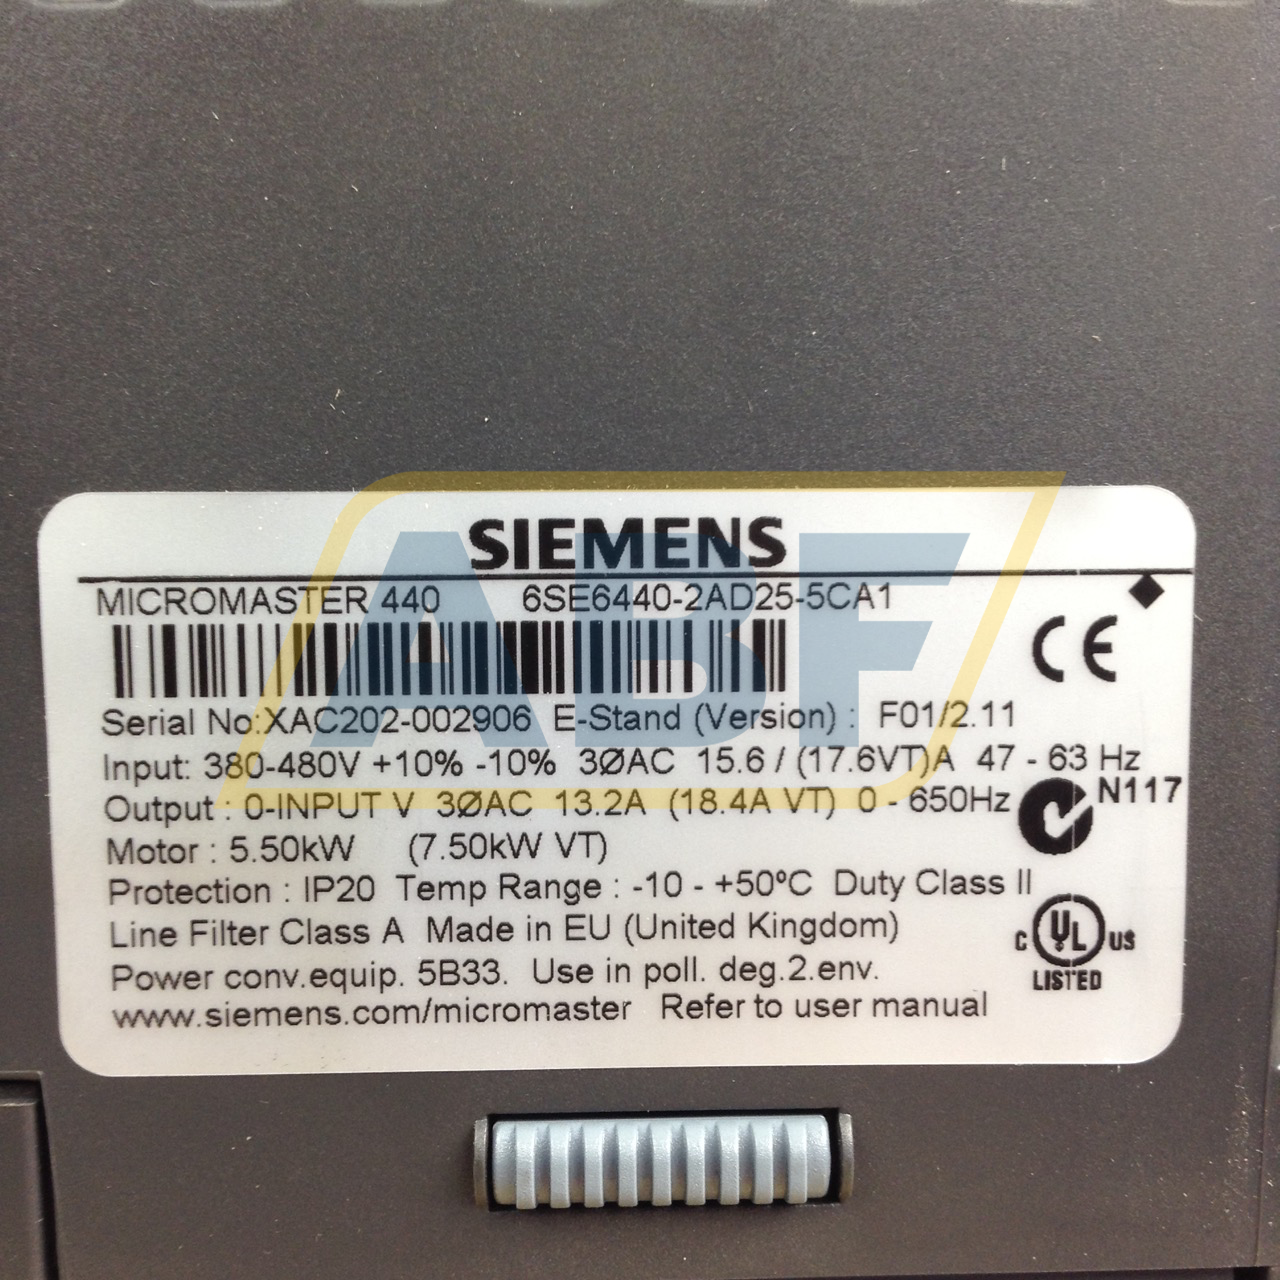 SIEMENS
MICROMASTER 440 6SE6440-2AD25-5CA1
CE
Serial No:XAC202-002906 E-Stand (Version) : F01/2.11
Input: 380-480V +10% -10% 3ØAC 15.6 / (17.6VT)A 47 - 63 Hz
Output : 0-INPUT V 3ØAC 13.2A (18.4A VT) 0 - 650Hz
N117
Motor : 5.50kW (7.50kW VT)
Protection : IP20 Temp Range : -10 - +50ºC Duty Class II
Line Filter Class A Made in EU (United Kingdom)
C UL US
LISTED
Power conv.equip. 5B33. Use in poll. deg.2.env.
www.siemens.com/micromaster Refer to user manual
ABF